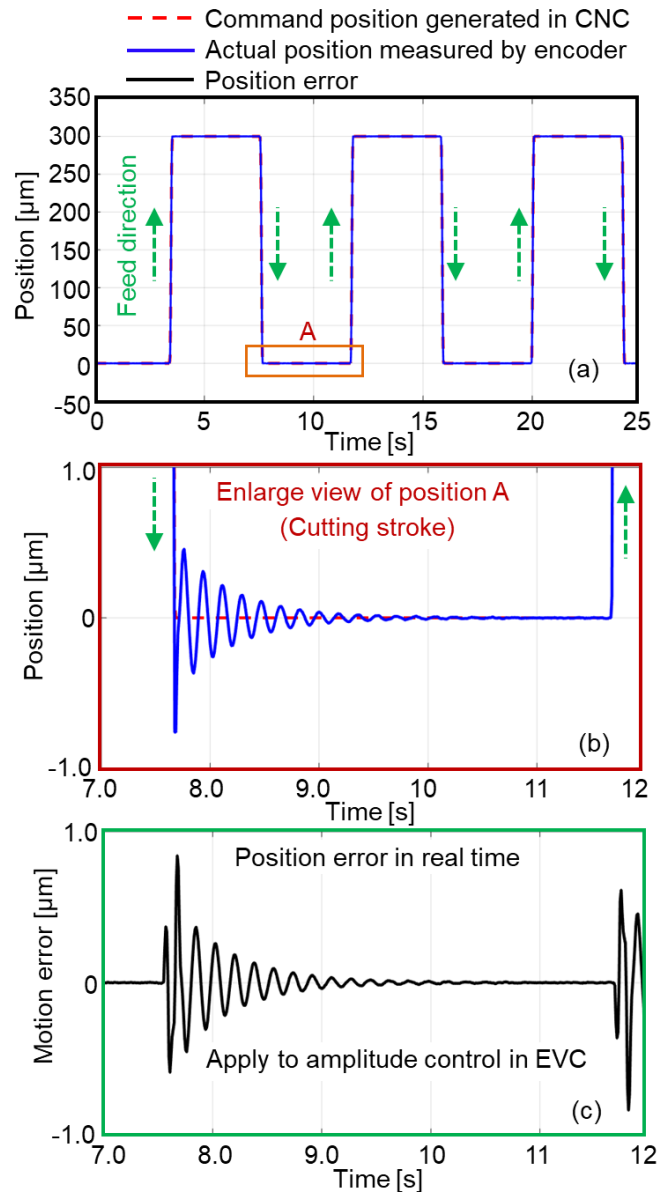 Command position generated in CNC
Actual position measured by encoder
Position error
350
300
250
200
150
100
50
0
-50
Position [µm]
Feed direction
A
(a)
0 5 10 15 20 25
Time [s]
1.0
0
-1.0
Position [µm]
Enlarge view of position A
(Cutting stroke)
(b)
7.0 8.0 9.0 10 11 12
Time [s]
1.0
0
-1.0
Motion error [µm]
Position error in real time
Apply to amplitude control in EVC
(c)
7.0 8.0 9.0 10 11 12
Time [s]